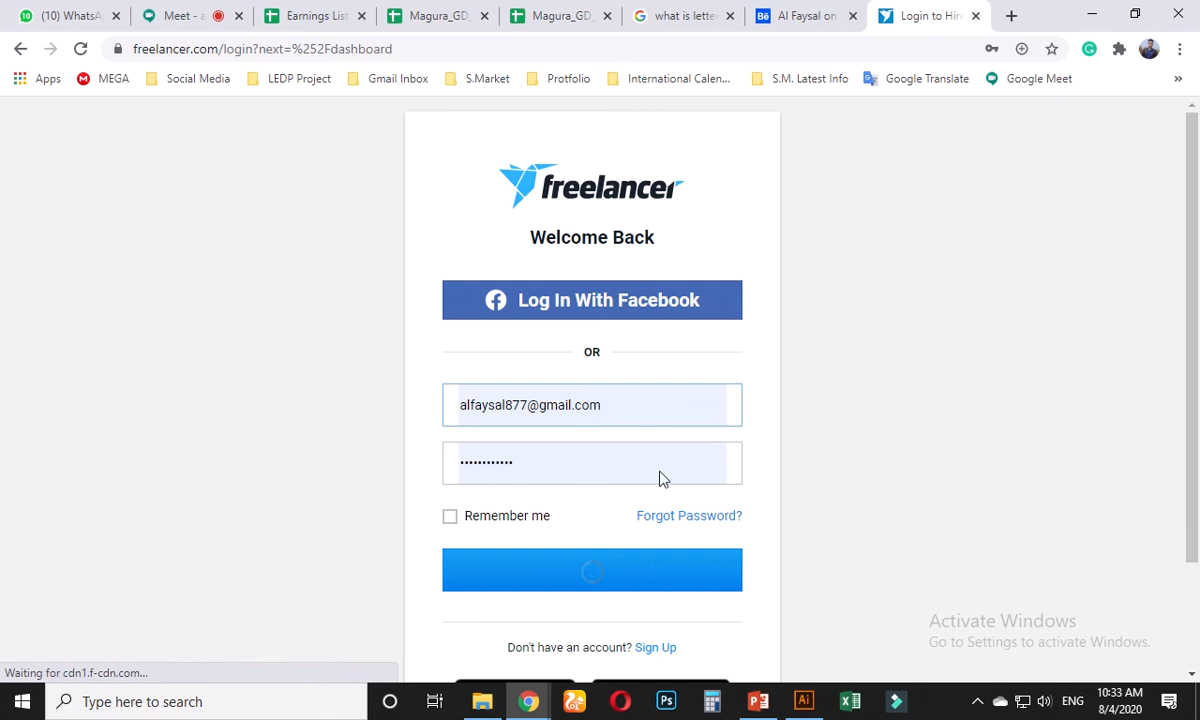 (10) WhatsA
Meet - a
Earnings List
Magura_GD_
Magura_GD_
what is lette
Al Faysal on
Login to Hir
freelancer.com/login?next=%252Fdashboard
Apps
MEGA
Social Media
LEDP Project
Gmail Inbox
S.Market
Protfolio
International Calen...
S.M. Latest Info
Google Translate
Google Meet
»
freelancer
Welcome Back
Log In With Facebook
OR
alfaysal877@gmail.com
••••••••••••
Remember me
Forgot Password?
Don't have an account? Sign Up
Activate Windows
Go to Settings to activate Windows.
Waiting for cdn1.f-cdn.com...
Type here to search
ENG
10:33 AM
8/4/2020